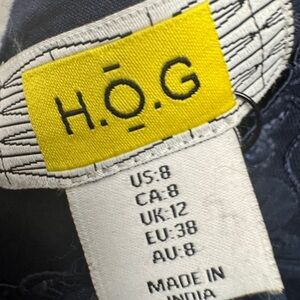 H.Ō̲.G
US:8
CA:8
UK:12
EU:38
AU:8
MADE IN
INDIA